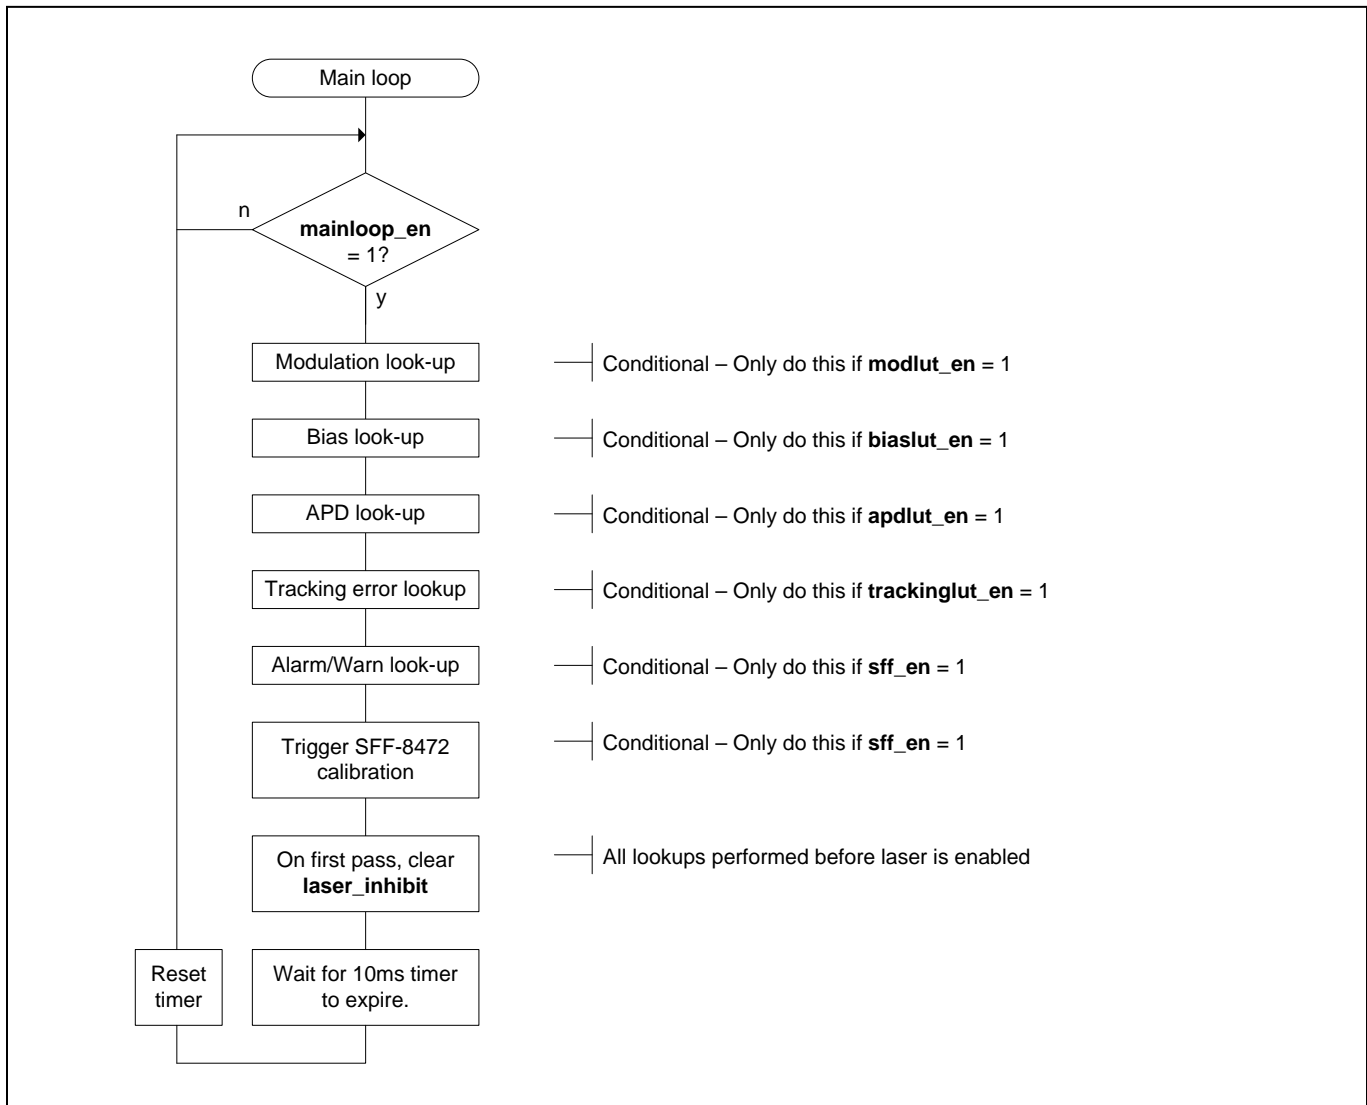 Main loop
n
mainloop_en
= 1?
y
Modulation look-up
Conditional – Only do this if modlut_en = 1
Bias look-up
Conditional – Only do this if biaslut_en = 1
APD look-up
Conditional – Only do this if apdlut_en = 1
Tracking error lookup
Conditional – Only do this if trackinglut_en = 1
Alarm/Warn look-up
Conditional – Only do this if sff_en = 1
Trigger SFF-8472
calibration
Conditional – Only do this if sff_en = 1
On first pass, clear
laser_inhibit
All lookups performed before laser is enabled
Reset
timer
Wait for 10ms timer
to expire.